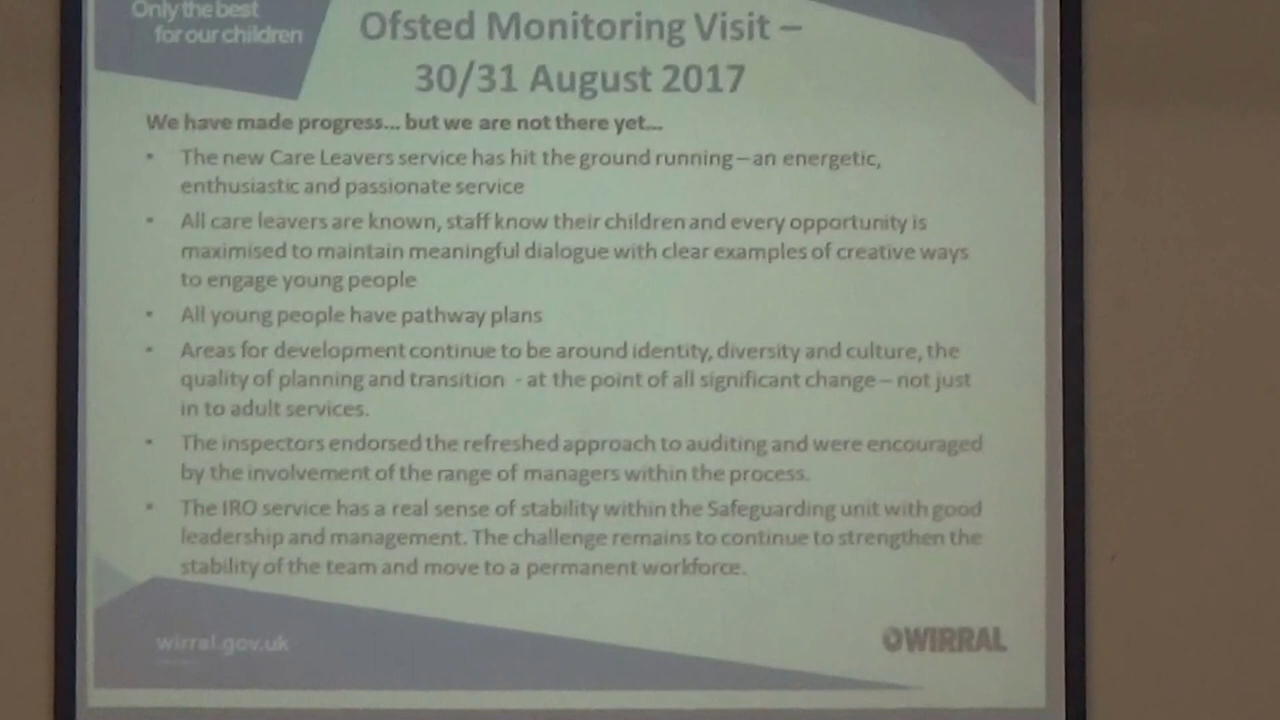 Only the best
for our children
Ofsted Monitoring Visit –
30/31 August 2017
We have made progress... but we are not there yet...
• The new Care Leavers service has hit the ground running – an energetic,
enthusiastic and passionate service
• All care leavers are known, staff know their children and every opportunity is
maximised to maintain meaningful dialogue with clear examples of creative ways
to engage young people
• All young people have pathway plans
• Areas for development continue to be around identity, diversity and culture, the
quality of planning and transition - at the point of all significant change – not just
in to adult services.
• The inspectors endorsed the refreshed approach to auditing and were encouraged
by the involvement of the range of managers within the process.
• The IRO service has a real sense of stability within the Safeguarding unit with good
leadership and management. The challenge remains to continue to strengthen the
stability of the team and move to a permanent workforce.
wirral.gov.uk
WIRRAL